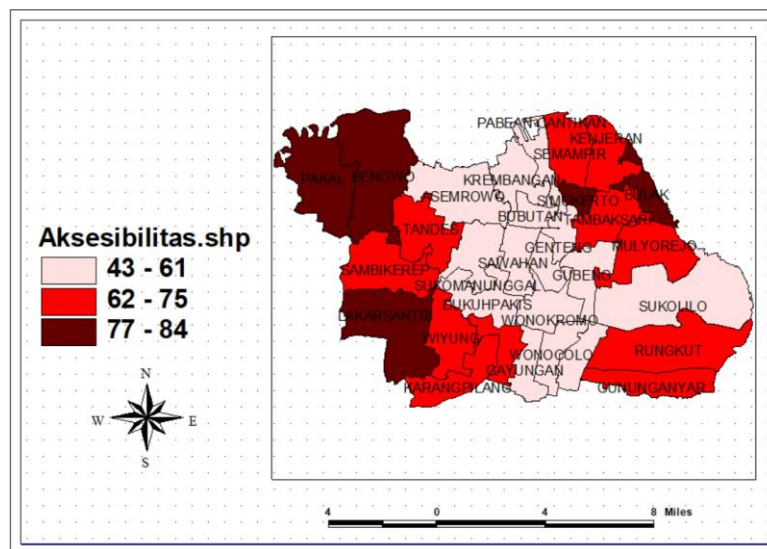 PABEAN CANTIKAN
KENJERAN
SEMAMPIR
PAKAL
BENOWO
KREMBANGAN
ASEMROWO
SIMOKERTO
BULAK
BUBUTAN
TAMBAKSARI
TANDES
GENTENG
MULYOREJO
SAWAHAN
GUBENG
SAMBIKEREP
SUKOMANUNGGAL
SUKOLILO
DUKUHPAKIS
LAKARSANTRI
WONOKROMO
WIYUNG
WONOCOLO
RUNGKUT
GAYUNGAN
KARANGPILANG
GUNUNGANYAR
Aksesibilitas.shp
43 - 61
62 - 75
77 - 84
N
W E
S
4 0 4 8 Miles